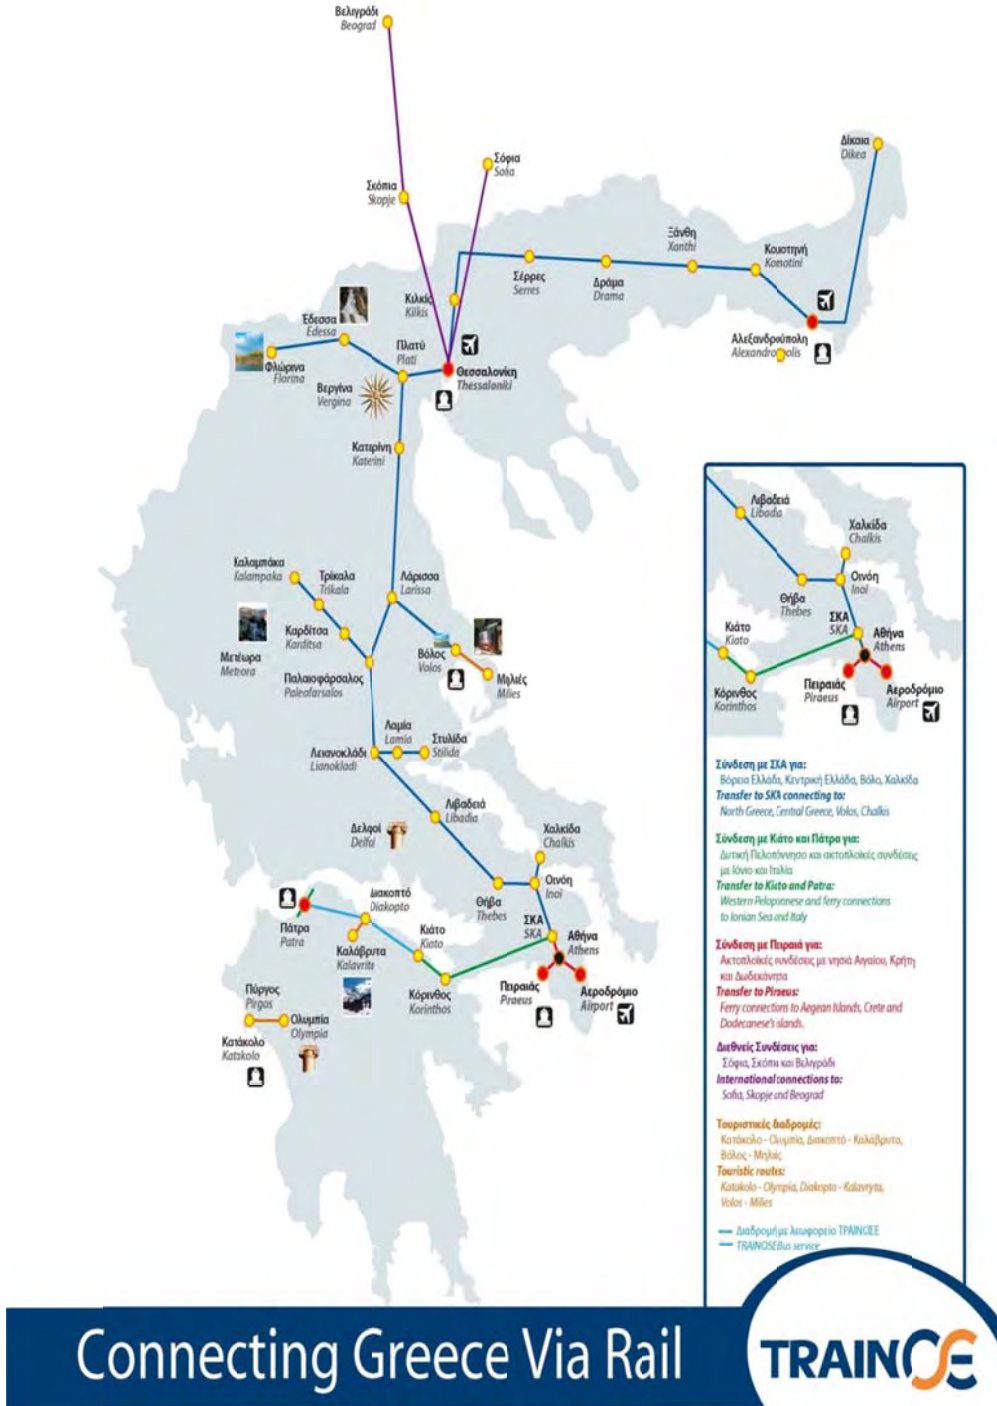 Βελιγράδι
Beograd
Δίκαια
Dikea
Σόφια
Sofia
Σκόπια
Skopje
Ξάνθη
Xanthi
Κομοτηνή
Komotini
Σέρρες
Serres
Δράμα
Drama
Κιλκίς
Kilkis
Έδεσσα
Edessa
Πλατύ
Plati
Αλεξανδρούπολη
Φλώρινα
Florina
Θεσσαλονίκη
Thessaloniki
Βεργίνα
Vergina
Κατερίνη
Katerini
Καλαμπάκα
Kalampaka
Τρίκαλα
Trikala
Λάρισσα
Larissa
Καρδίτσα
Karditsa
Μετέωρα
Meteora
Βόλος
Volos
Μηλιές
Milies
Παλαιοφάρσαλος
Paleofarsalos
Λαμία
Lamia
Στυλίδα
Stilida
Λειανοκλάδι
Lianokladi
Λιβαδειά
Libadia
Δελφοί
Delfoi
Χαλκίδα
Chalkis
Οινόη
Inoi
Θήβα
Thebes
Διακοπτό
Diakopto
Πάτρα
Patra
Καλάβρυτα
Kalavrita
Κιάτο
Kiato
ΣΚΑ
SKA
Αθήνα
Athens
Κόρινθος
Korinthos
Πειραιάς
Praeus
Αεροδρόμιο
Airport
Πύργος
Pirgos
Ολυμπία
Olympia
Κατάκολο
Katakolo
Λιβαδειά
Libadia
Χαλκίδα
Chalkis
Οινόη
Inoi
Θήβα
Thebes
ΣΚΑ
SKA
Κιάτο
Kiato
Αθήνα
Athens
Κόρινθος
Korinthos
Πειραιάς
Piraeus
Αεροδρόμιο
Airport
Σύνδεση με ΣΚΑ για:
Βόρεια Ελλάδα, Κεντρική Ελλάδα, Βόλο, Χαλκίδα
Transfer to SKA connecting to:
North Greece, Central Greece, Volos, Chalkis
Σύνδεση με Κάτο και Πάτρα για:
Δυτική Πελοπόννησο και ακτοπλοϊκές συνδέσεις
με Ιόνιο και Ιταλία
Transfer to Kiato and Patra:
Western Peloponnese and ferry connections
to Ionian Sea and Italy
Σύνδεση με Πειραιά για:
Ακτοπλοϊκές συνδέσεις με νησιά Αιγαίου, Κρήτη
και Δωδεκάνησα
Transfer to Piraeus:
Ferry connections to Aegean Islands, Crete and
Dodecanese's islands.
Διεθνείς Συνδέσεις για:
Σόφια, Σκόπια και Βελιγράδι
International connections to:
Sofia, Skopje and Beograd
Τουριστικές διαδρομές:
Κατάκολο - Ολυμπία, Διακοπτό - Καλάβρυτα,
Βόλος - Μηλιές
Touristic routes:
Katakolo - Olympia, Diakopto - Kalavryta,
Volos - Milies
Διαδρομή με λεωφορείο ΤΡΑΙΝΟΣΕ
TRAINOSE Bus service
Connecting Greece Via Rail
TRAINOSE